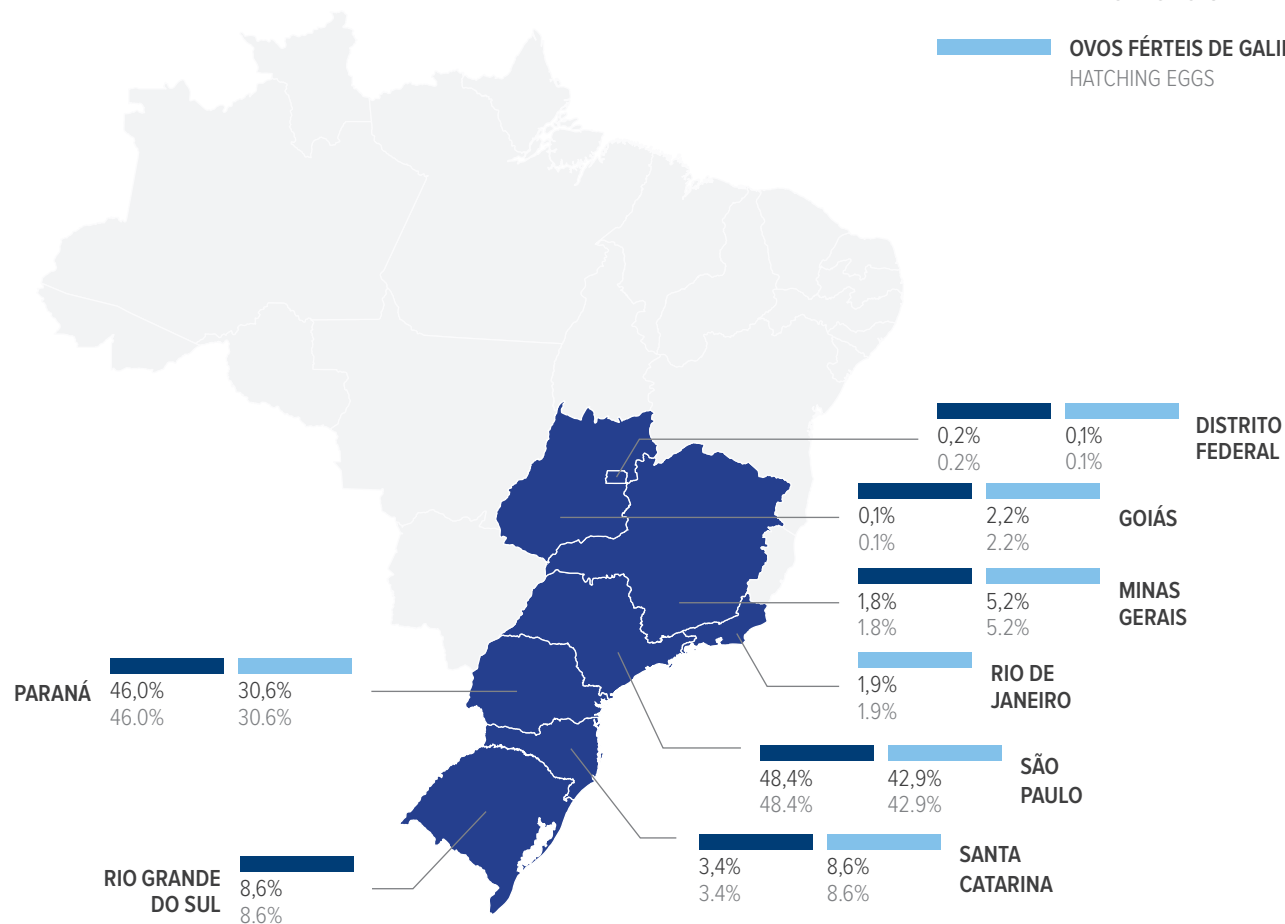 OVOS FÉRTEIS DE
HATCHING EGGS
0,2% 0,1%
0.2% 0.1%
DISTRITO
FEDERAL
0,1% 2,2%
0.1% 2.2%
GOIÁS
1,8% 5,2%
1.8% 5.2%
MINAS
GERAIS
1,9%
1.9%
RIO DE
JANEIRO
PARANÁ
46,0% 30,6%
46.0% 30.6%
48,4% 42,9%
48.4% 42.9%
SÃO
PAULO
3,4% 8,6%
3.4% 8.6%
SANTA
CATARINA
RIO GRANDE
DO SUL
8,6%
8.6%